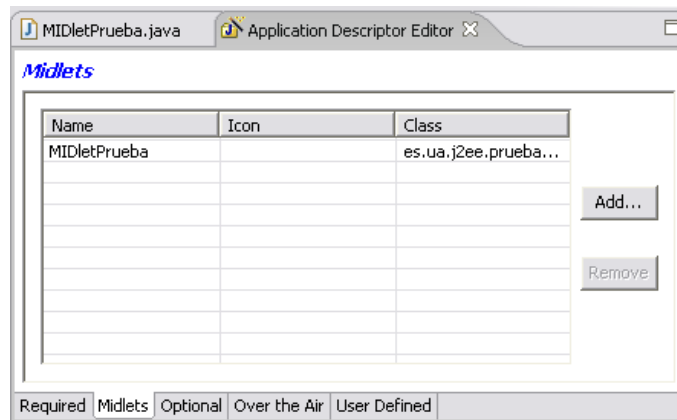 MIDletPrueba.java Application Descriptor Editor
Midlets
Name Icon Class
MIDletPrueba es.ua.j2ee.prueba...
Add...
Remove
Required Midlets Optional Over the Air User Defined